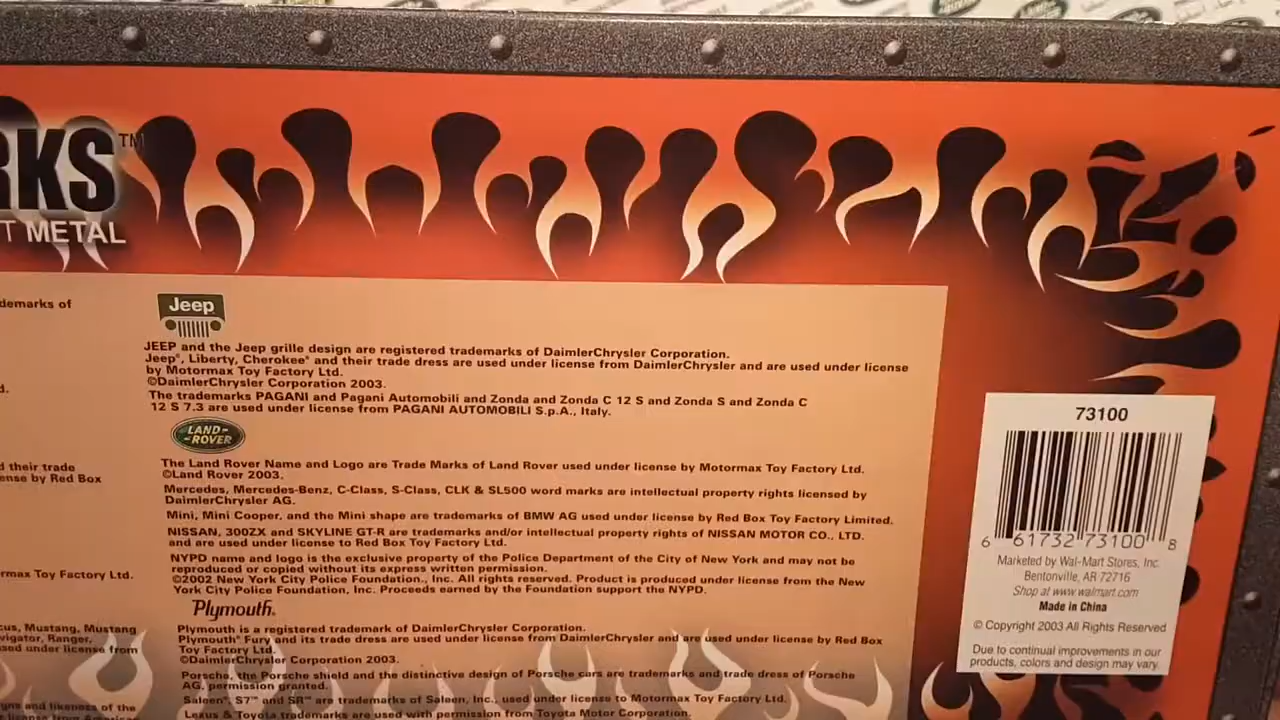 RKS™
T METAL
demarks of
d.
d their trade
ense by Red Box
rmax Toy Factory Ltd.
cus, Mustang, Mustang
vigator, Ranger,
sed under license from
gns and likeness of the
Jeep
JEEP and the Jeep grille design are registered trademarks of DaimlerChrysler Corporation.
Jeep®, Liberty, Cherokee® and their trade dress are used under license from DaimlerChrysler and are used under license
by Motormax Toy Factory Ltd.
©DaimlerChrysler Corporation 2003.
The trademarks PAGANI and Pagani Automobili and Zonda and Zonda C 12 S and Zonda S and Zonda C
12 S 7.3 are used under license from PAGANI AUTOMOBILI S.p.A., Italy.
LAND-
-ROVER
The Land Rover Name and Logo are Trade Marks of Land Rover used under license by Motormax Toy Factory Ltd.
©Land Rover 2003.
Mercedes, Mercedes-Benz, C-Class, S-Class, CLK & SL500 word marks are intellectual property rights licensed by
DaimlerChrysler AG.
Mini, Mini Cooper, and the Mini shape are trademarks of BMW AG used under license by Red Box Toy Factory Limited.
NISSAN, 300ZX and SKYLINE GT-R are trademarks and/or intellectual property rights of NISSAN MOTOR CO., LTD.
and are used under license to Red Box Toy Factory Ltd.
NYPD name and logo is the exclusive property of the Police Department of the City of New York and may not be
reproduced or copied without its express written permission.
©2002 New York City Police Foundation., Inc. All rights reserved. Product is produced under license from the New
York City Police Foundation, Inc. Proceeds earned by the Foundation support the NYPD.
Plymouth.
Plymouth is a registered trademark of DaimlerChrysler Corporation.
Plymouth® Fury and its trade dress are used under license from DaimlerChrysler and are used under license by Red Box
Toy Factory Ltd.
©DaimlerChrysler Corporation 2003.
Porsche, the Porsche shield and the distinctive design of Porsche cars are trademarks and trade dress of Porsche
AG, permission granted.
Saleen®, S7™ and SR™ are trademarks of Saleen, Inc., used under license to Motormax Toy Factory Ltd.
Lexus & Toyota trademarks are used with permission from Toyota Motor Corporation.
73100
6 61732 73100 8
Marketed by Wal-Mart Stores, Inc.
Bentonville, AR 72716
Shop at www.walmart.com
Made in China
© Copyright 2003 All Rights Reserved
Due to continual improvements in our
products, colors and design may vary.